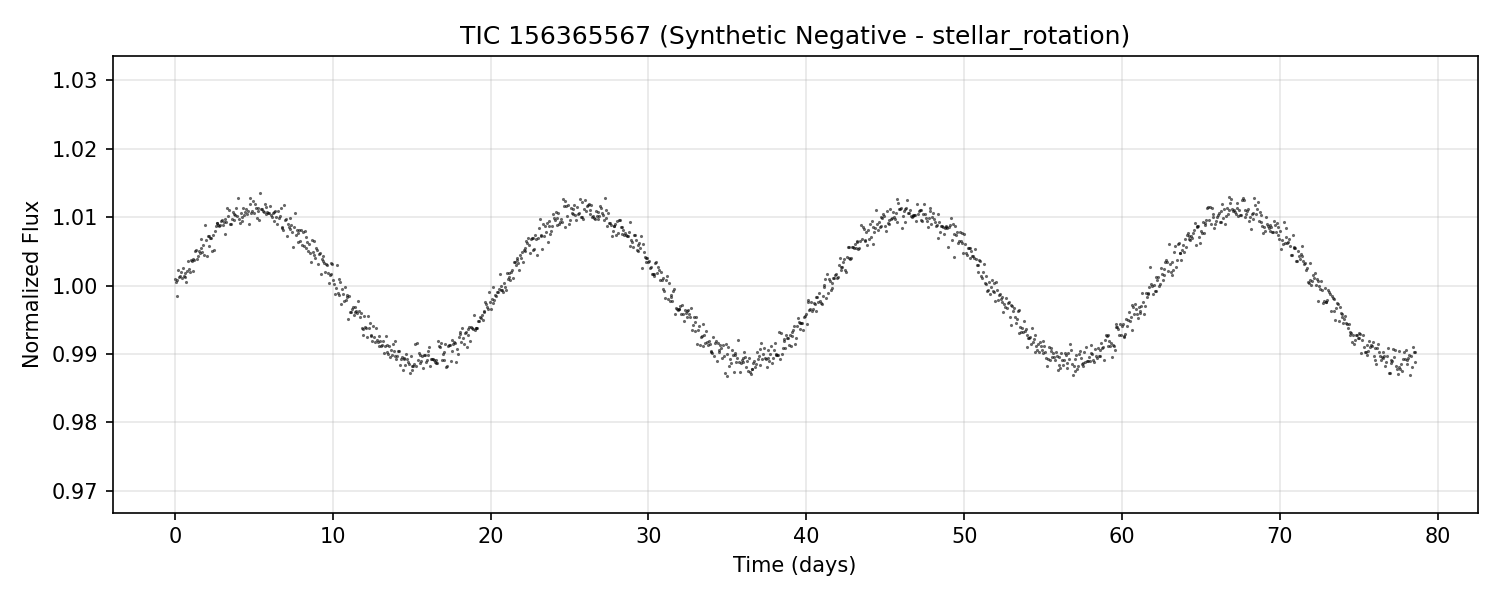 TIC 156365567 (Synthetic Negative - stellar_rotation)
1.03
1.02
1.01
1.00
0.99
0.98
0.97
Normalized Flux
0 10 20 30 40 50 60 70 80
Time (days)